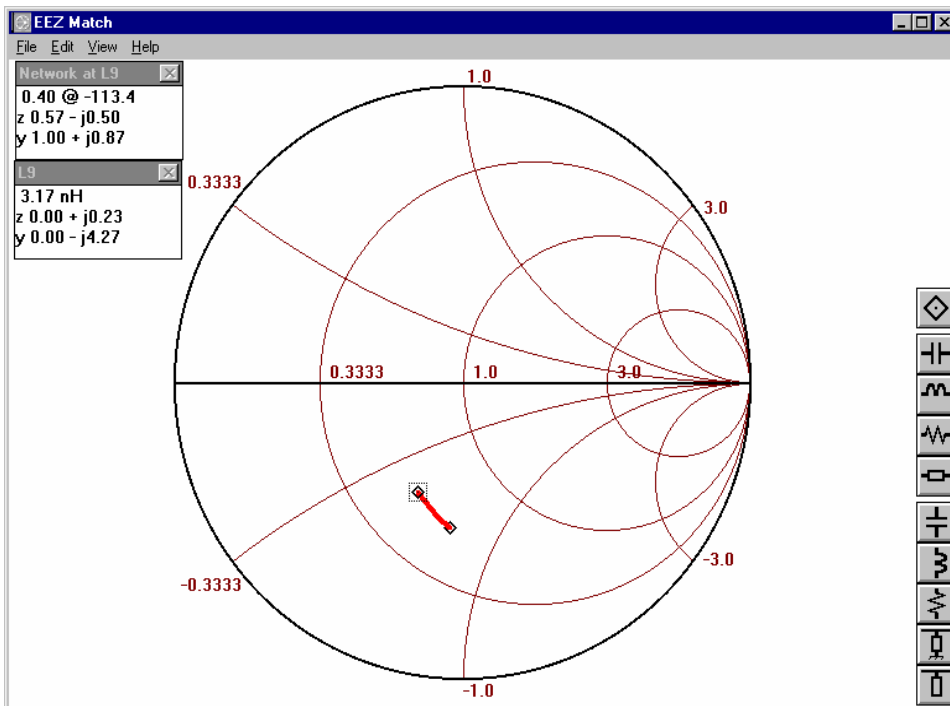 EEZ Match
File Edit View Help
Network at L9
0.40 @ -113.4
z 0.57 - j0.50
y 1.00 + j0.87
L9
3.17 nH
z 0.00 + j0.23
y 0.00 - j4.27
1.0
0.3333
3.0
0.3333
1.0
3.0
-0.3333
-3.0
-1.0